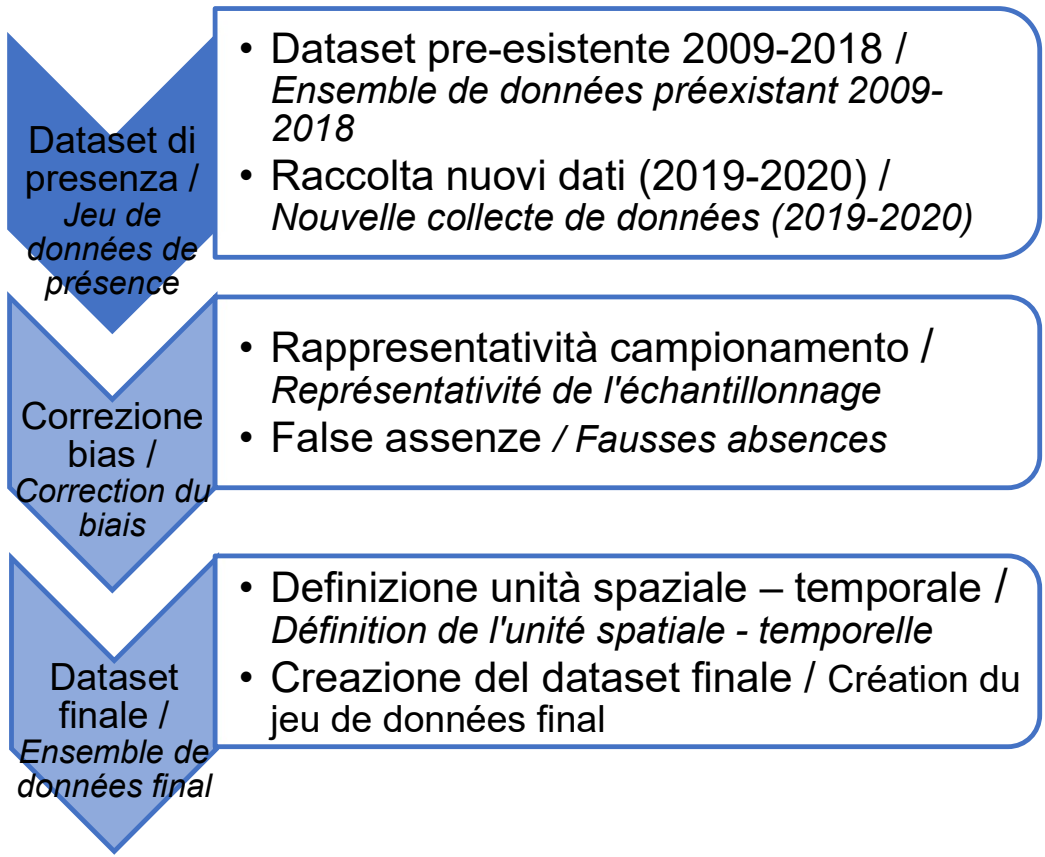 Dataset di
presenza /
Jeu de
données de
présence
• Dataset pre-esistente 2009-2018 /
Ensemble de données préexistant 2009-
2018
• Raccolta nuovi dati (2019-2020) /
Nouvelle collecte de données (2019-2020)
Correzione
bias /
Correction du
biais
• Rappresentatività campionamento /
Représentativité de l'échantillonnage
• False assenze / Fausses absences
Dataset
finale /
Ensemble de
données final
• Definizione unità spaziale – temporale /
Définition de l'unité spatiale - temporelle
• Creazione del dataset finale / Création du
jeu de données final